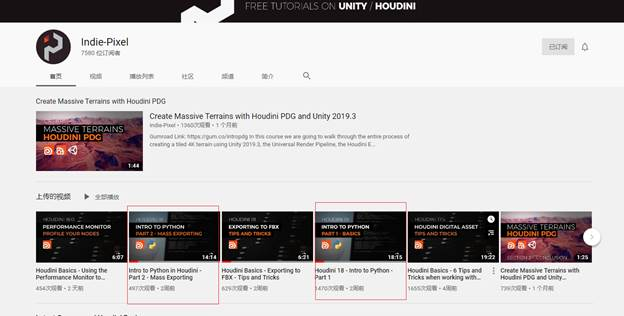 FREE TUTORIALS ON UNITY / HOUDINI
Indie-Pixel
7580 位订阅者
已订阅
首页 视频 播放列表 社区 频道 简介
Create Massive Terrains with Houdini PDG
MASSIVE TERRAINS
HOUDINI PDG
1:44
Create Massive Terrains with Houdini PDG and Unity 2019.3
Indie-Pixel • 1360次观看 • 1 个月前
Gumroad Link: https://gum.co/intropdg In this course we are going to walk through the entire process of
creating a tiled 4K terrain using Unity 2019.3, the Universal Render Pipeline, the Houdini E...
上传的视频 全部播放
HOUDINI 18.0
PERFORMANCE MONITOR
PROFILE YOUR NODES
6:07
HOUDINI 18
INTRO TO PYTHON
PART 2 - MASS EXPORTING
14:14
HOUDINI 18
EXPORTING TO FBX
TIPS AND TRICKS
6:21
HOUDINI 18
INTRO TO PYTHON
PART 1 - BASICS
18:15
HOUDINI 17.5
HOUDINI DIGITAL ASSET
TIPS AND TRICKS
19:22
MASSIVE TERRAINS
HOUDINI PDG
1:25
Houdini Basics - Using the
Performance Monitor to...
454次观看 • 2 天前
Intro to Python in Houdini -
Part 2 - Mass Exporting
497次观看 • 2周前
Houdini Basics - Exporting to
FBX - Tips and Tricks
629次观看 • 2周前
Houdini 18 - Intro to Python -
Part 1
1470次观看 • 2周前
Houdini Basics - 6 Tips and
Tricks when working with...
1655次观看 • 4周前
Create Massive Terrains with
Houdini PDG and Unity...
739次观看 • 1 个月前